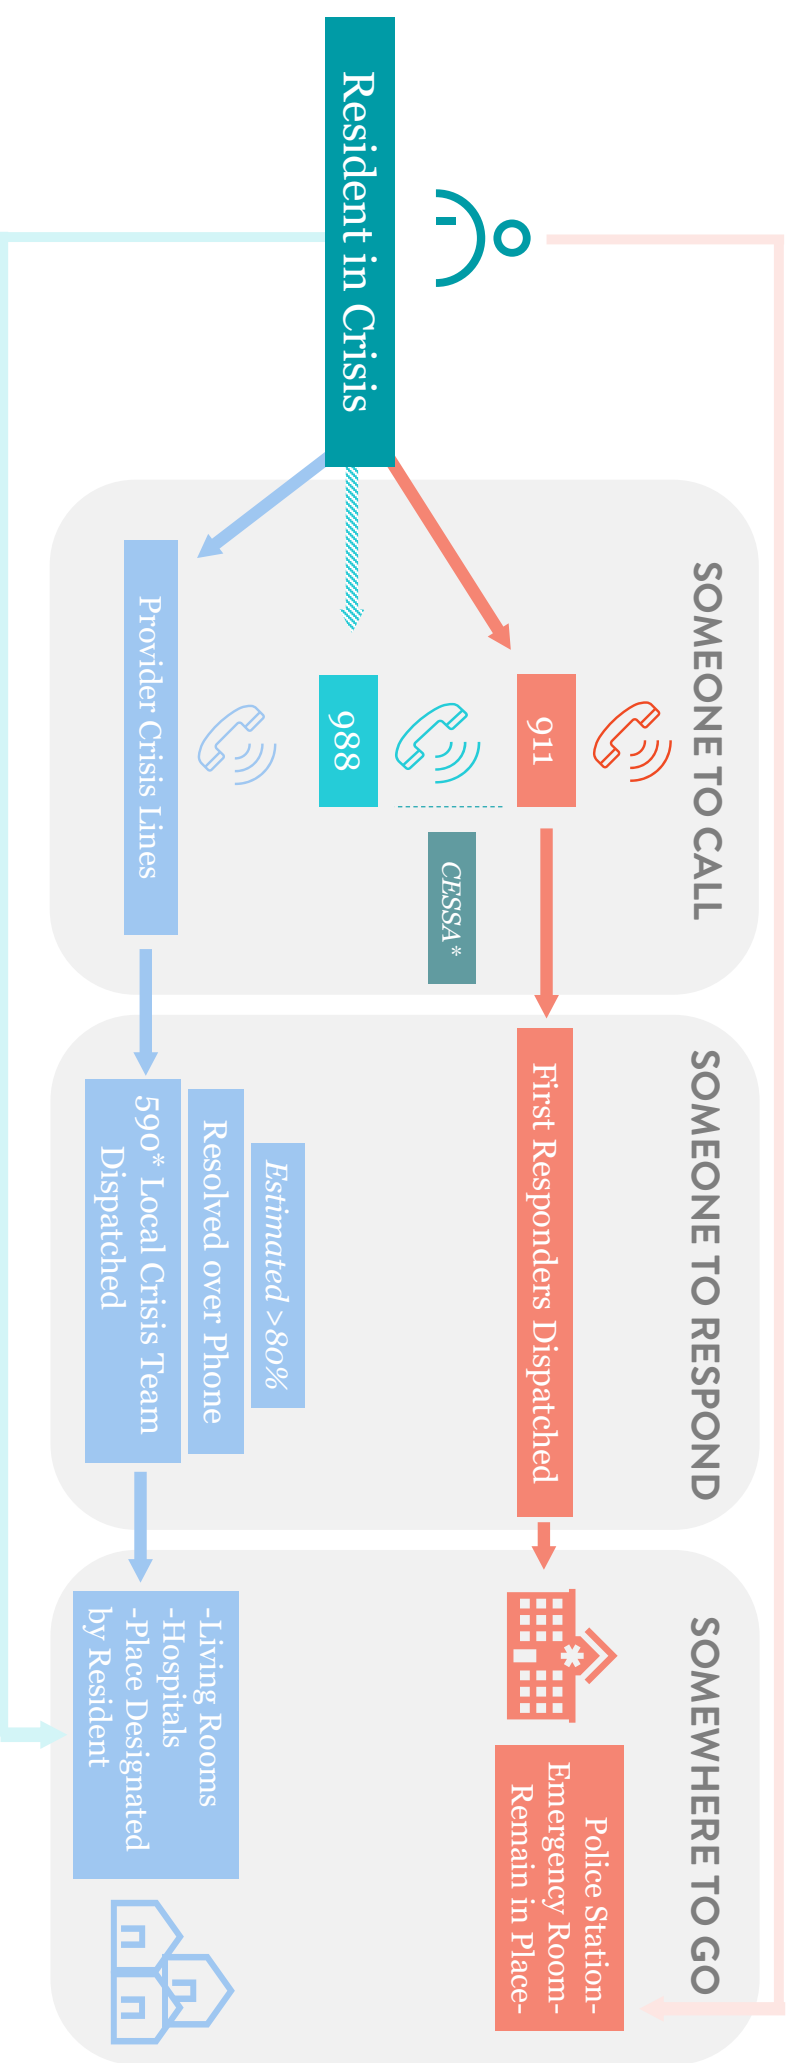 Resident in Crisis
SOMEONE TO CALL
911
988
CESSA*
Provider Crisis Lines
SOMEONE TO RESPOND
First Responders Dispatched
Estimated >80%
Resolved over Phone
590* Local Crisis Team
Dispatched
SOMEWHERE TO GO
Police Station-
Emergency Room-
Remain in Place-
-Living Rooms
-Hospitals
-Place Designated
by Resident